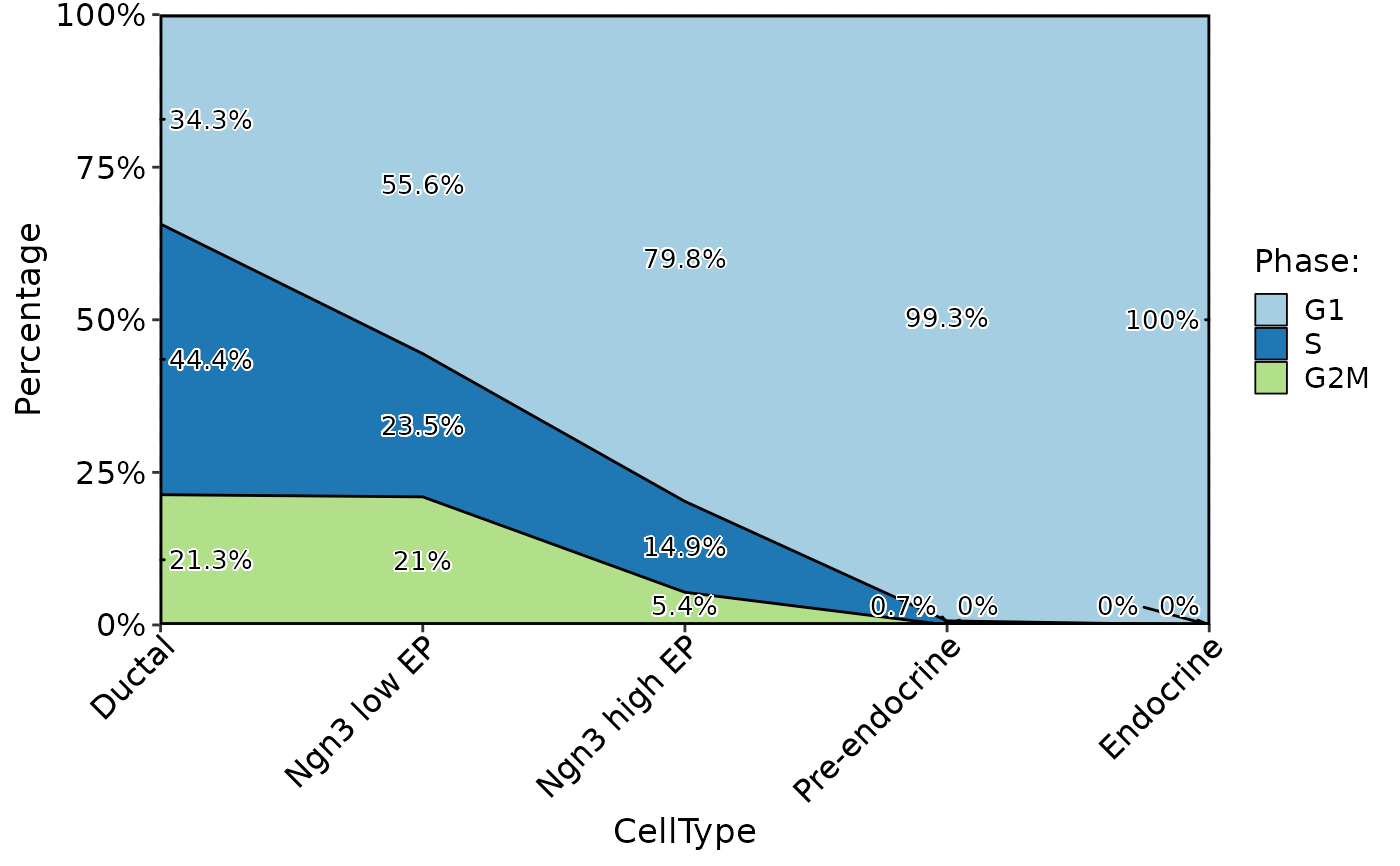 100%
75%
50%
25%
0%
Percentage
34.3%
44.4%
21.3%
55.6%
23.5%
21%
79.8%
14.9%
5.4%
99.3%
0.7%
0%
100%
0%
0%
Ductal
Ngn3 low EP
Ngn3 high EP
Pre-endocrine
Endocrine
CellType
Phase:
G1
S
G2M